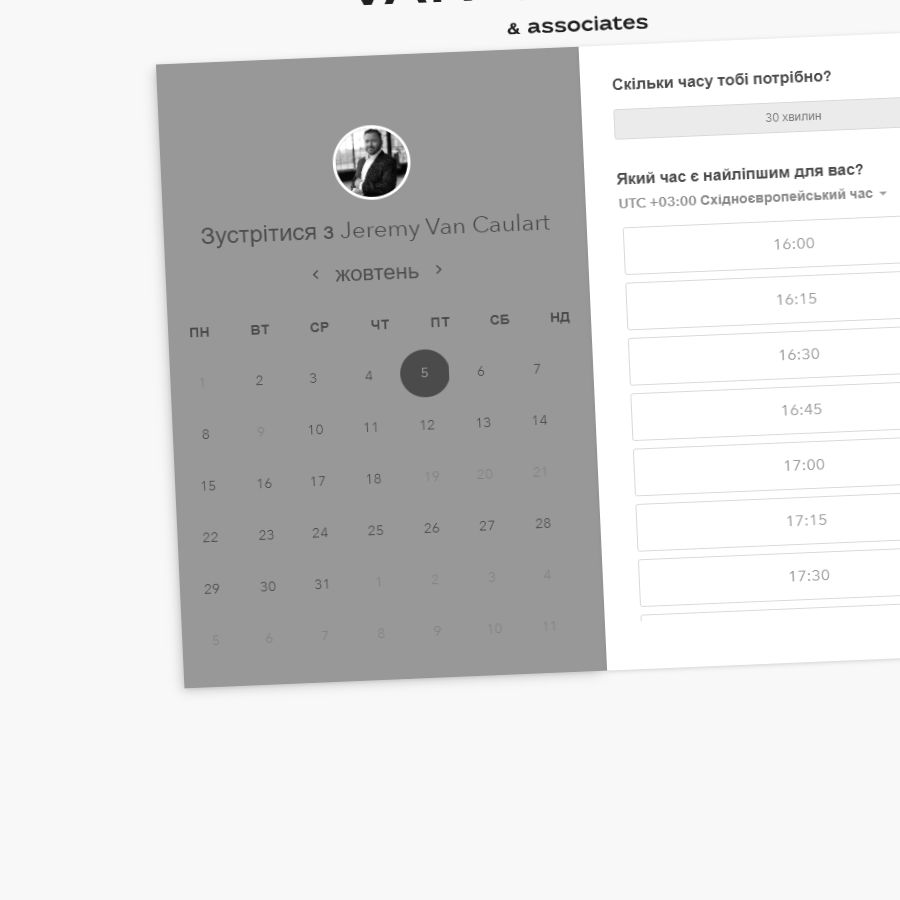 & associates
Зустрітися з Jeremy Van Caulart
жовтень
ПН ВТ СР ЧТ ПТ СБ НД
1 2 3 4 5 6 7
8 9 10 11 12 13 14
15 16 17 18 19 20 21
22 23 24 25 26 27 28
29 30 31 1 2 3 4
5 6 7 8 9 10 11
Скільки часу тобі потрібно?
30 хвилин
Який час є найліпшим для вас?
UTC +03:00 Східноєвропейський час
16:00
16:15
16:30
16:45
17:00
17:15
17:30